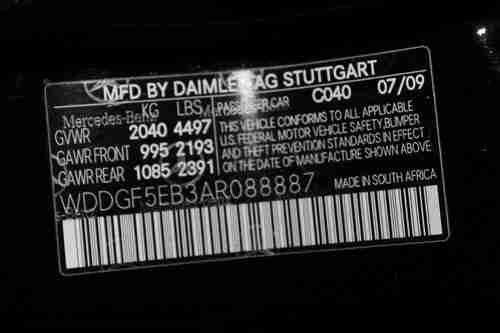 MFD BY DAIMLER AG STUTTGART
Mercedes-Benz KG LBS PASSENGER CAR C040 07/09
GVWR 2040 4497 THIS VEHICLE CONFORMS TO ALL APPLICABLE
U.S. FEDERAL MOTOR VEHICLE SAFETY, BUMPER
GAWR FRONT 995 2193 AND THEFT PREVENTION STANDARDS IN EFFECT
GAWR REAR 1085 2391 ON THE DATE OF MANUFACTURE SHOWN ABOVE
WDDGF5EB3AR088887 MADE IN SOUTH AFRICA